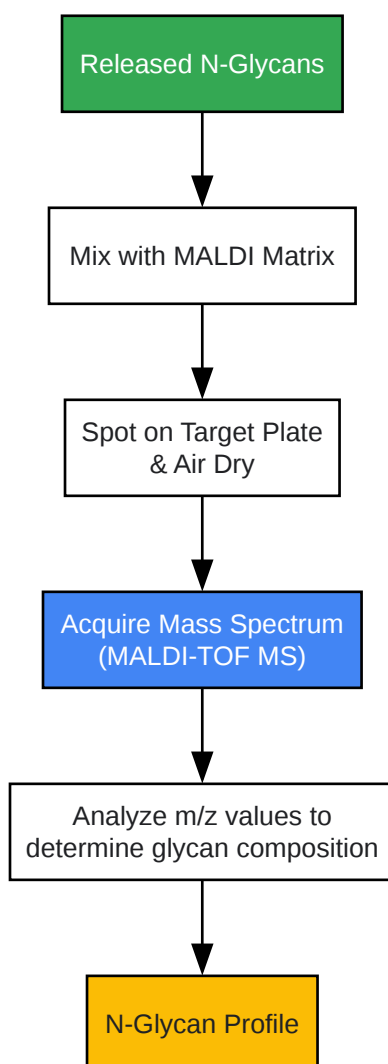 Released N-Glycans
Mix with MALDI Matrix
Spot on Target Plate
& Air Dry
Acquire Mass Spectrum
(MALDI-TOF MS)
Analyze m/z values to
determine glycan composition
N-Glycan Profile